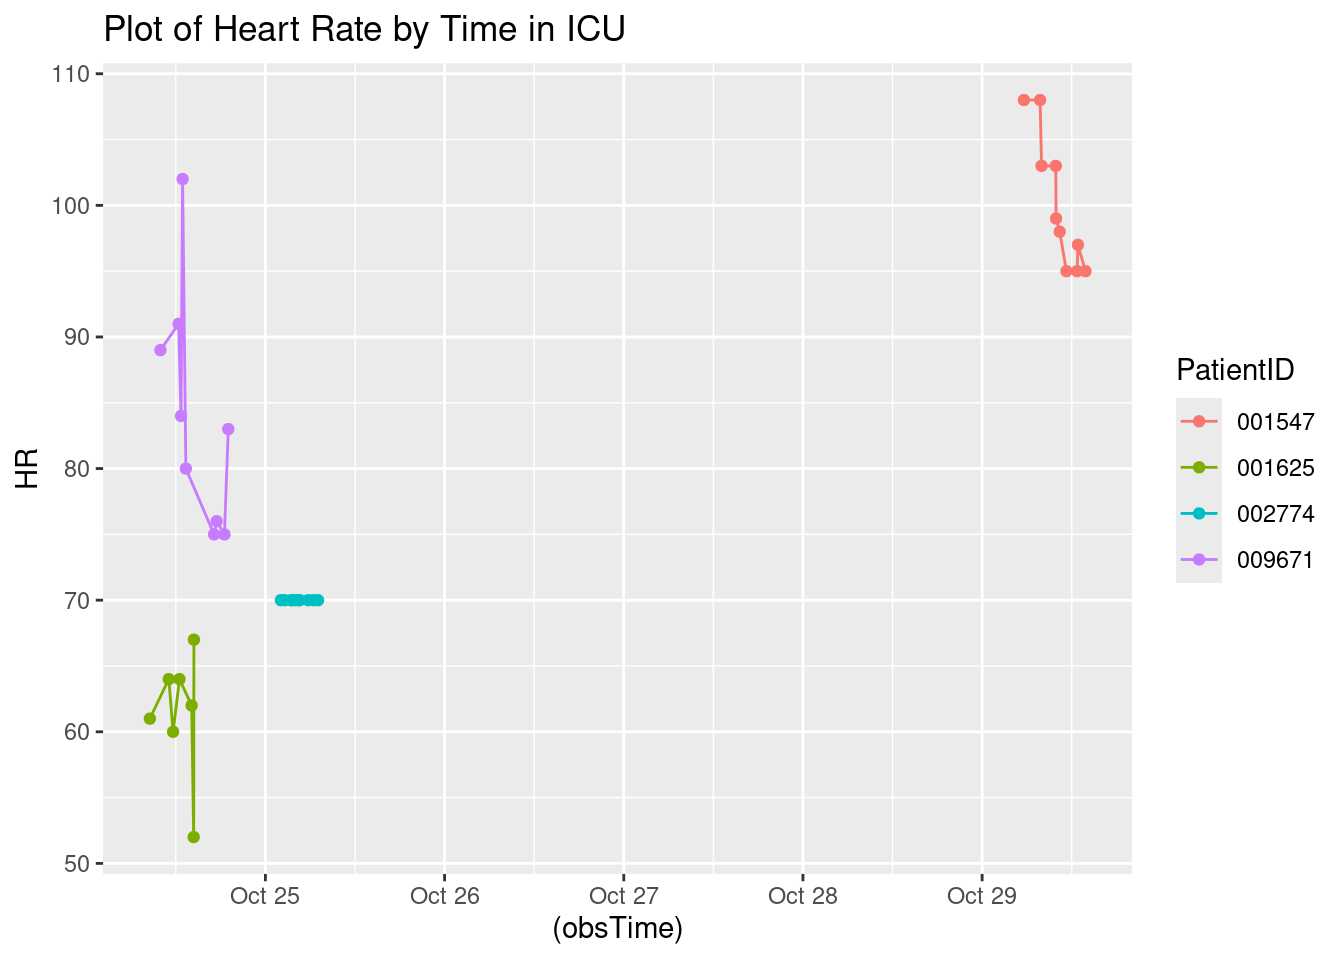 Plot of Heart Rate by Time in ICU
110
100
90
80
70
60
50
HR
Oct 25
Oct 26
Oct 27
Oct 28
Oct 29
(obsTime)
PatientID
001547
001625
002774
009671